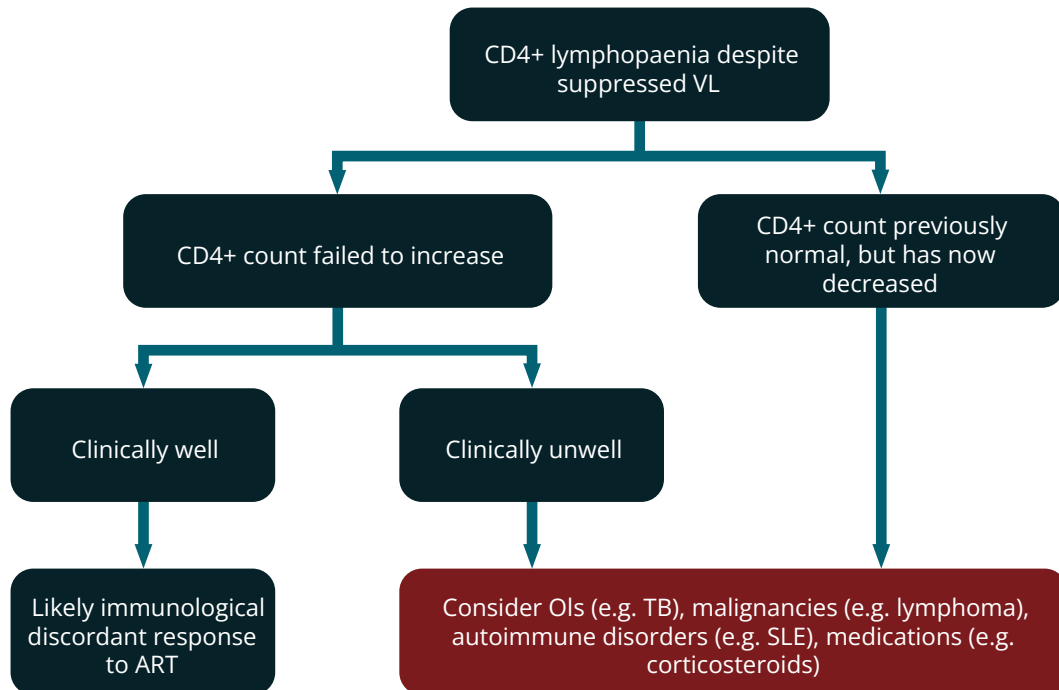 CD4+ lymphopaenia despite
suppressed VL
CD4+ count failed to increase
CD4+ count previously
normal, but has now
decreased
Clinically well
Clinically unwell
Likely immunological
discordant response
to ART
Consider OIs (e.g. TB), malignancies (e.g. lymphoma),
autoimmune disorders (e.g. SLE), medications (e.g.
corticosteroids)